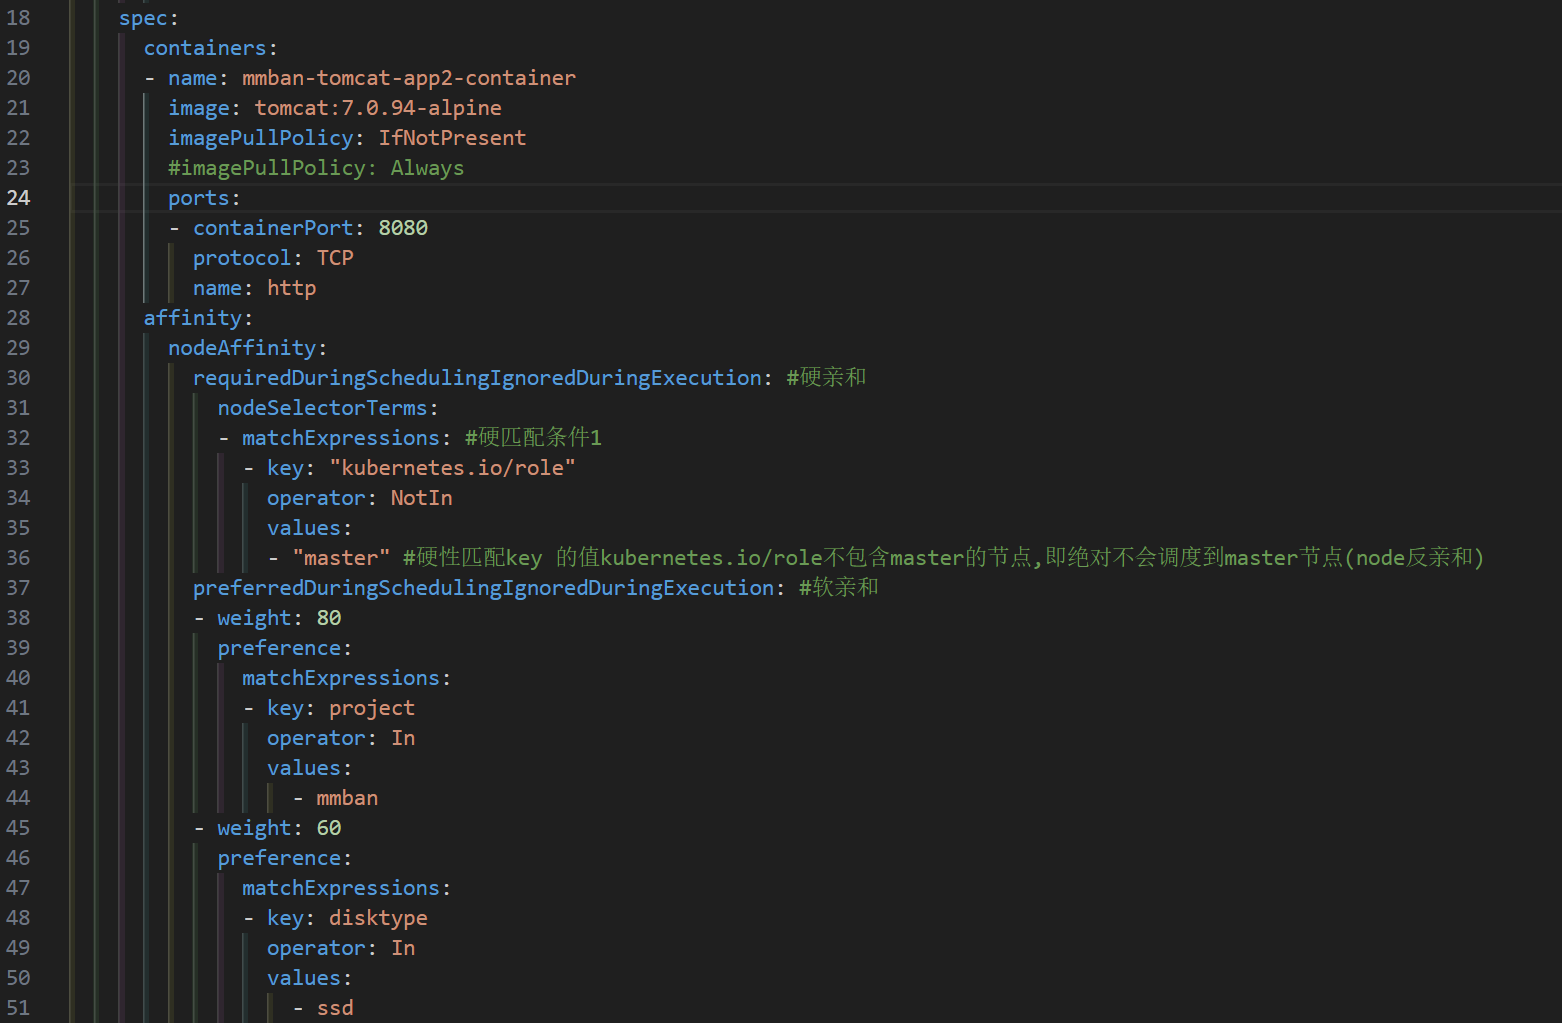 18 spec:
19 containers:
20 - name: mmban-tomcat-app2-container
21 image: tomcat:7.0.94-alpine
22 imagePullPolicy: IfNotPresent
23 #imagePullPolicy: Always
24 ports:
25 - containerPort: 8080
26 protocol: TCP
27 name: http
28 affinity:
29 nodeAffinity:
30 requiredDuringSchedulingIgnoredDuringExecution: #硬亲和
31 nodeSelectorTerms:
32 - matchExpressions: #硬匹配条件1
33 - key: "kubernetes.io/role"
34 operator: NotIn
35 values:
36 - "master" #硬性匹配key 的值kubernetes.io/role不包含master的节点,即绝对不会调度到master节点(node反亲和)
37 preferredDuringSchedulingIgnoredDuringExecution: #软亲和
38 - weight: 80
39 preference:
40 matchExpressions:
41 - key: project
42 operator: In
43 values:
44 - mmban
45 - weight: 60
46 preference:
47 matchExpressions:
48 - key: disktype
49 operator: In
50 values:
51 - ssd